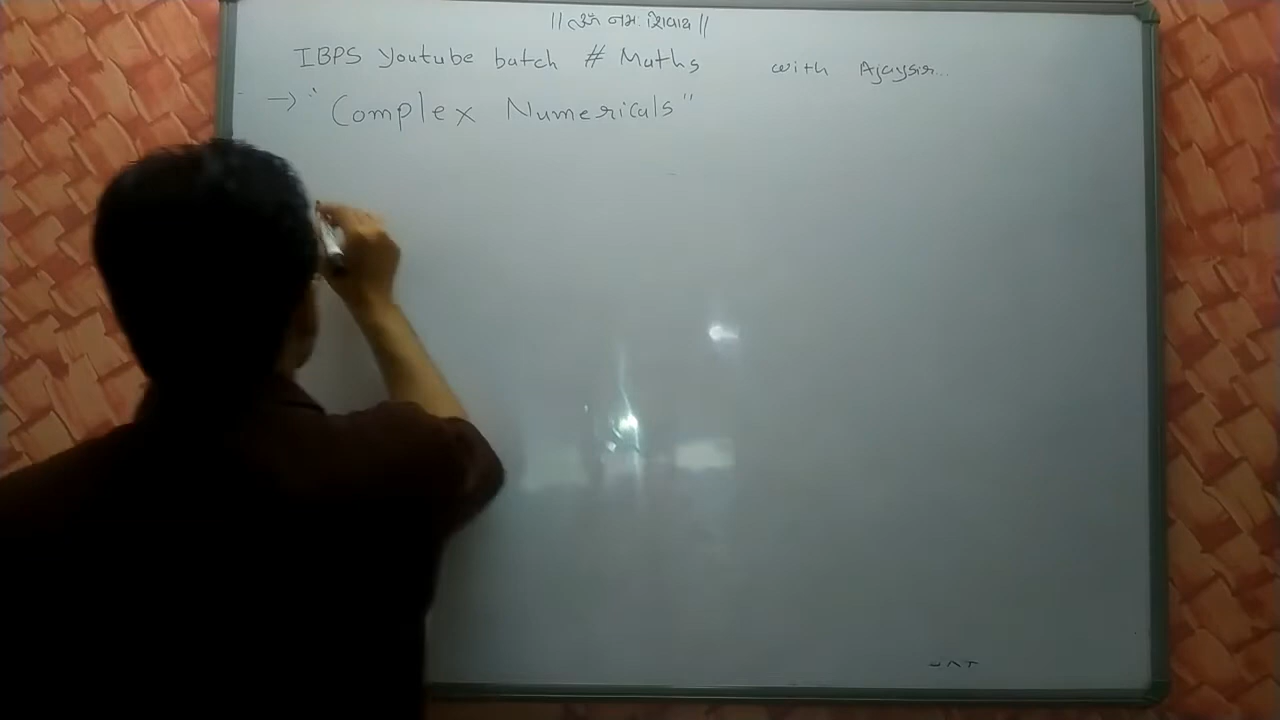 || ૐ નમઃ શિવાય ||
IBPS Youtube batch # Maths with Ajaysir...
→ "Complex Numericals"